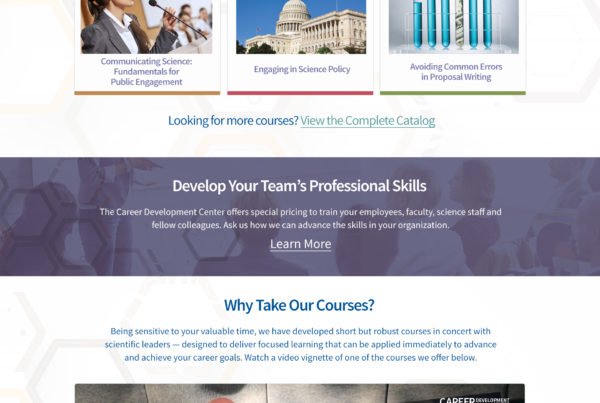 Communicating Science:
Fundamentals for
Public Engagement
Engaging in Science Policy
Avoiding Common Errors
in Proposal Writing
Looking for more courses? View the Complete Catalog
Develop Your Team's Professional Skills
The Career Development Center offers special pricing to train your employees, faculty, science staff and
fellow colleagues. Ask us how we can advance the skills in your organization.
Learn More
Why Take Our Courses?
Being sensitive to your valuable time, we have developed short but robust courses in concert with
scientific leaders — designed to deliver focused learning that can be applied immediately to advance
and achieve your career goals. Watch a video vignette of one of the courses we offer below.
CAREER DEVELOPMENT